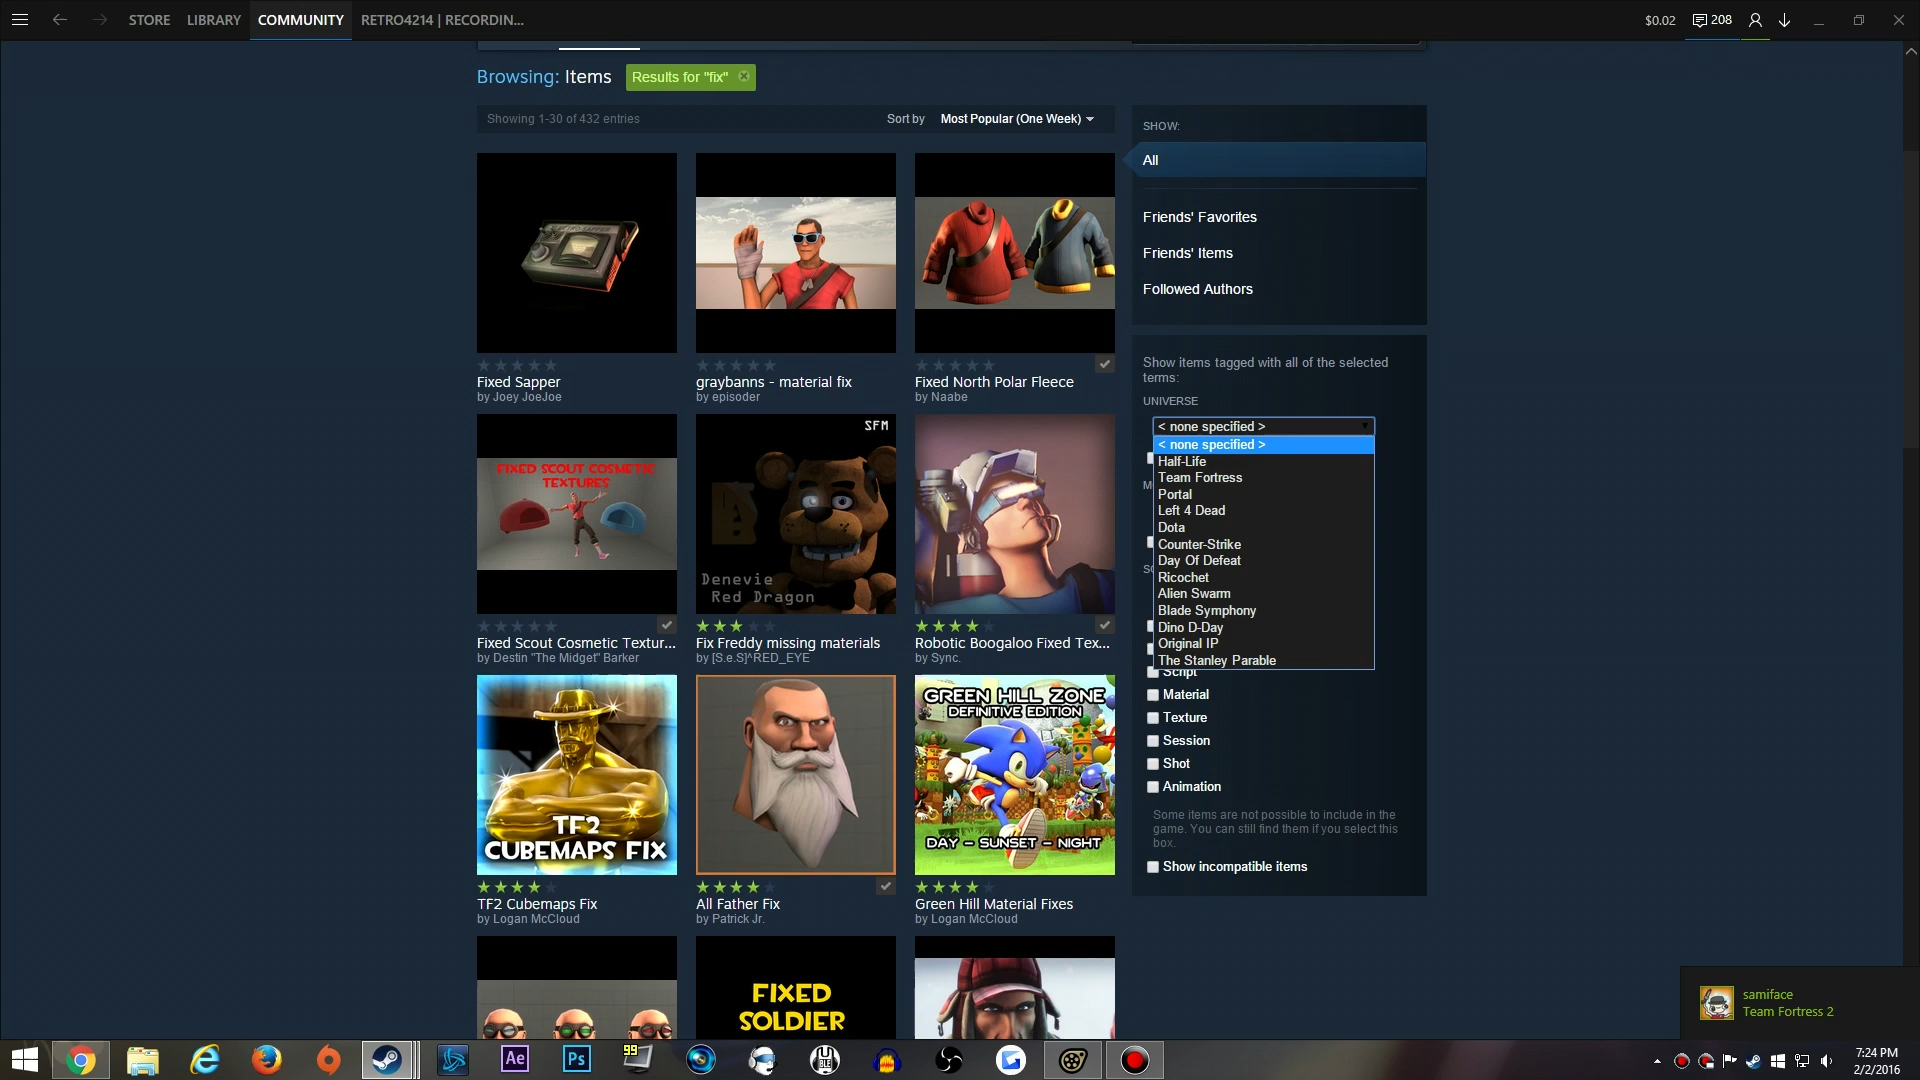 STORE LIBRARY COMMUNITY RETRO4214 | RECORDIN...
$0.02 208
Browsing: Items Results for "fix"
Showing 1-30 of 432 entries Sort by Most Popular (One Week)
SHOW:
All
Friends' Favorites
Friends' Items
Followed Authors
Fixed Sapper
by Joey JoeJoe
graybanns - material fix
by episoder
Fixed North Polar Fleece
by Naabe
FIXED SCOUT COSMETIC
TEXTURES
Fixed Scout Cosmetic Textur...
by Destin "The Midget" Barker
SFM
Denevie
Red Dragon
Fix Freddy missing materials
by [S.e.S]^RED_EYE
Robotic Boogaloo Fixed Tex...
by Sync.
TF2
CUBEMAPS FIX
TF2 Cubemaps Fix
by Logan McCloud
All Father Fix
by Patrick Jr.
GREEN HILL ZONE
DEFINITIVE EDITION
DAY - SUNSET - NIGHT
Green Hill Material Fixes
by Logan McCloud
FIXED
SOLDIER
Show items tagged with all of the selected
terms:
UNIVERSE
< none specified >
< none specified >
Half-Life
Team Fortress
Portal
Left 4 Dead
Dota
Counter-Strike
Day Of Defeat
Ricochet
Alien Swarm
Blade Symphony
Dino D-Day
Original IP
The Stanley Parable
Script
Material
Texture
Session
Shot
Animation
Some items are not possible to include in the
game. You can still find them if you select this
box.
Show incompatible items
samiface
Team Fortress 2
Ae
Ps
99
7:24 PM
2/2/2016